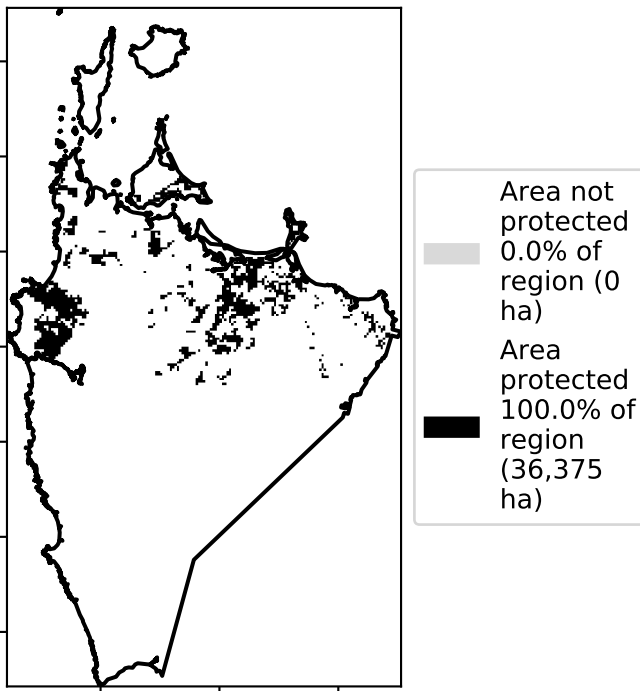 Area not
protected
0.0% of
region (0
ha)
Area
protected
100.0% of
region
(36,375
ha)